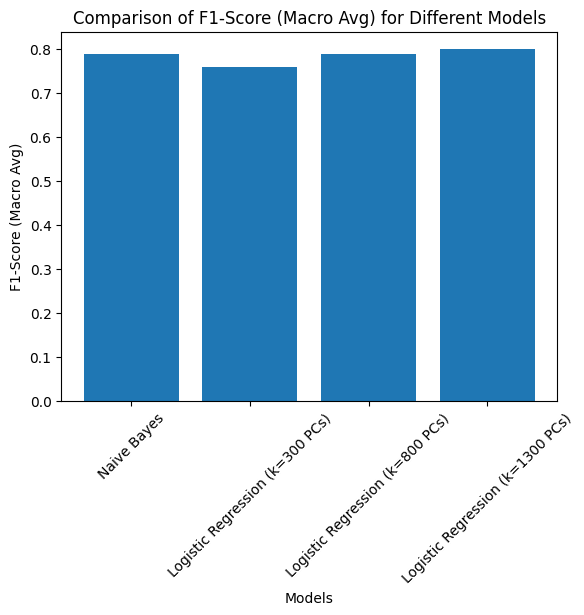 Comparison of F1-Score (Macro Avg) for Different Models
F1-Score (Macro Avg)
0.8
0.7
0.6
0.5
0.4
0.3
0.2
0.1
0.0
Naive Bayes
Logistic Regression (k=300 PCs)
Logistic Regression (k=800 PCs)
Logistic Regression (k=1300 PCs)
Models